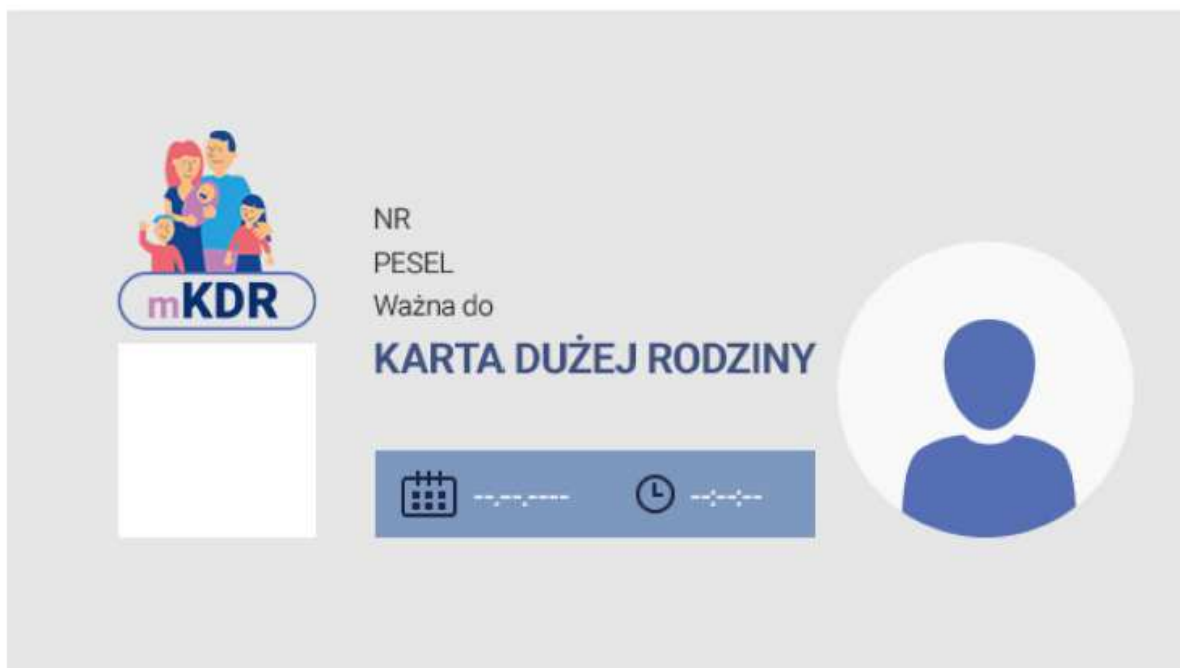 mKDR
NR
PESEL
Ważna do
KARTA DUŻEJ RODZINY
--.--.---- --:--:--